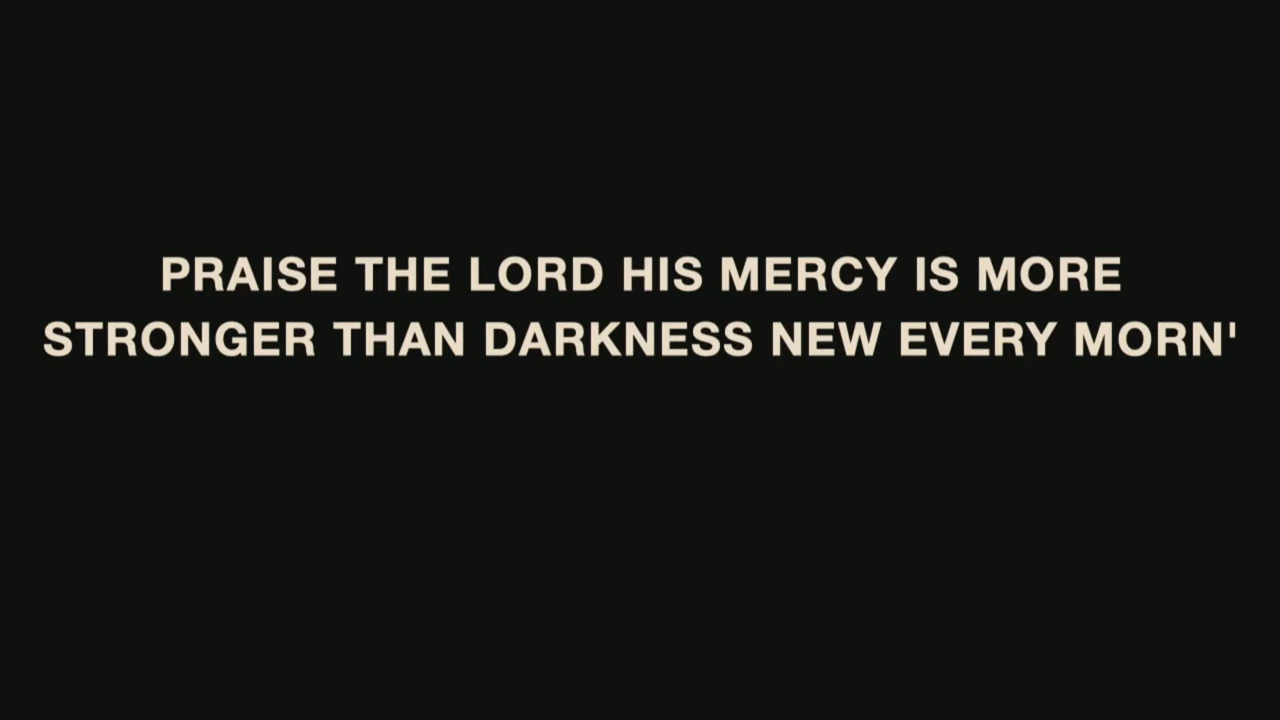 PRAISE THE LORD HIS MERCY IS MORE
STRONGER THAN DARKNESS NEW EVERY MORN'